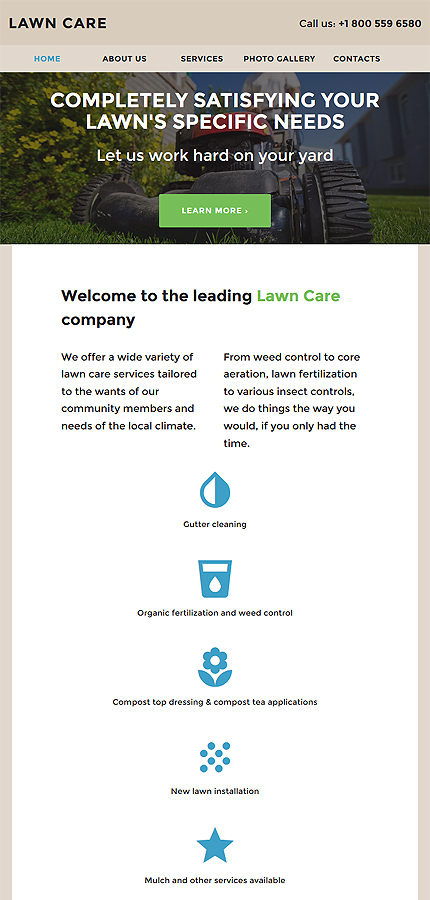 LAWN CARE
Call us: +1 800 559 6580
HOME ABOUT US SERVICES PHOTO GALLERY CONTACTS
COMPLETELY SATISFYING YOUR
LAWN'S SPECIFIC NEEDS
Let us work hard on your yard
LEARN MORE ›
Welcome to the leading Lawn Care
company
We offer a wide variety of
lawn care services tailored
to the wants of our
community members and
needs of the local climate.
From weed control to core
aeration, lawn fertilization
to various insect controls,
we do things the way you
would, if you only had the
time.
Gutter cleaning
Organic fertilization and weed control
Compost top dressing & compost tea applications
New lawn installation
Mulch and other services available